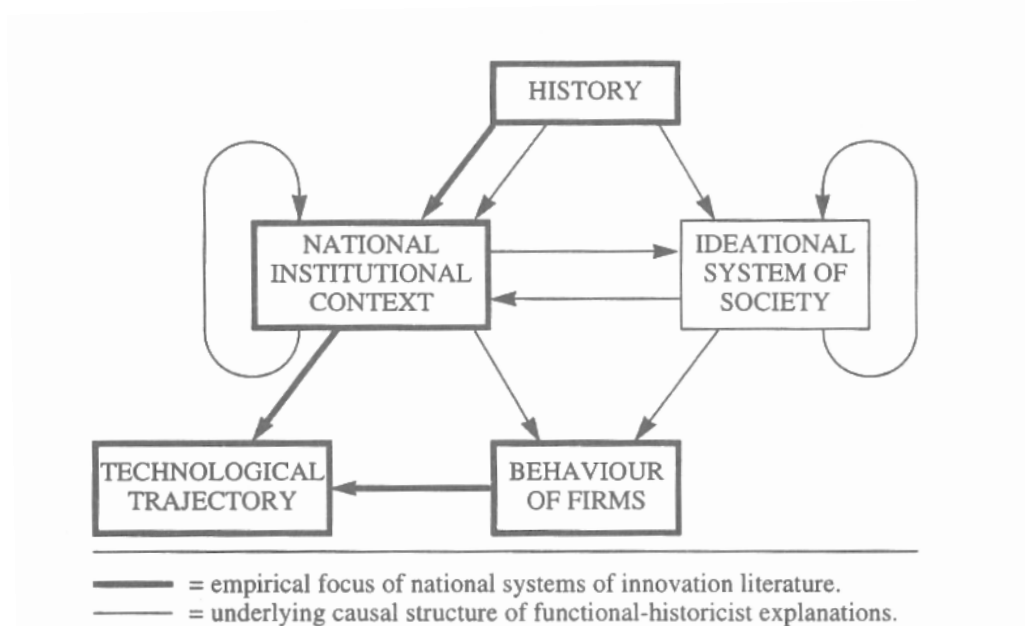 HISTORY
NATIONAL
INSTITUTIONAL
CONTEXT
IDEATIONAL
SYSTEM OF
SOCIETY
TECHNOLOGICAL
TRAJECTORY
BEHAVIOUR
OF FIRMS
= empirical focus of national systems of innovation literature.
= underlying causal structure of functional-historicist explanations.